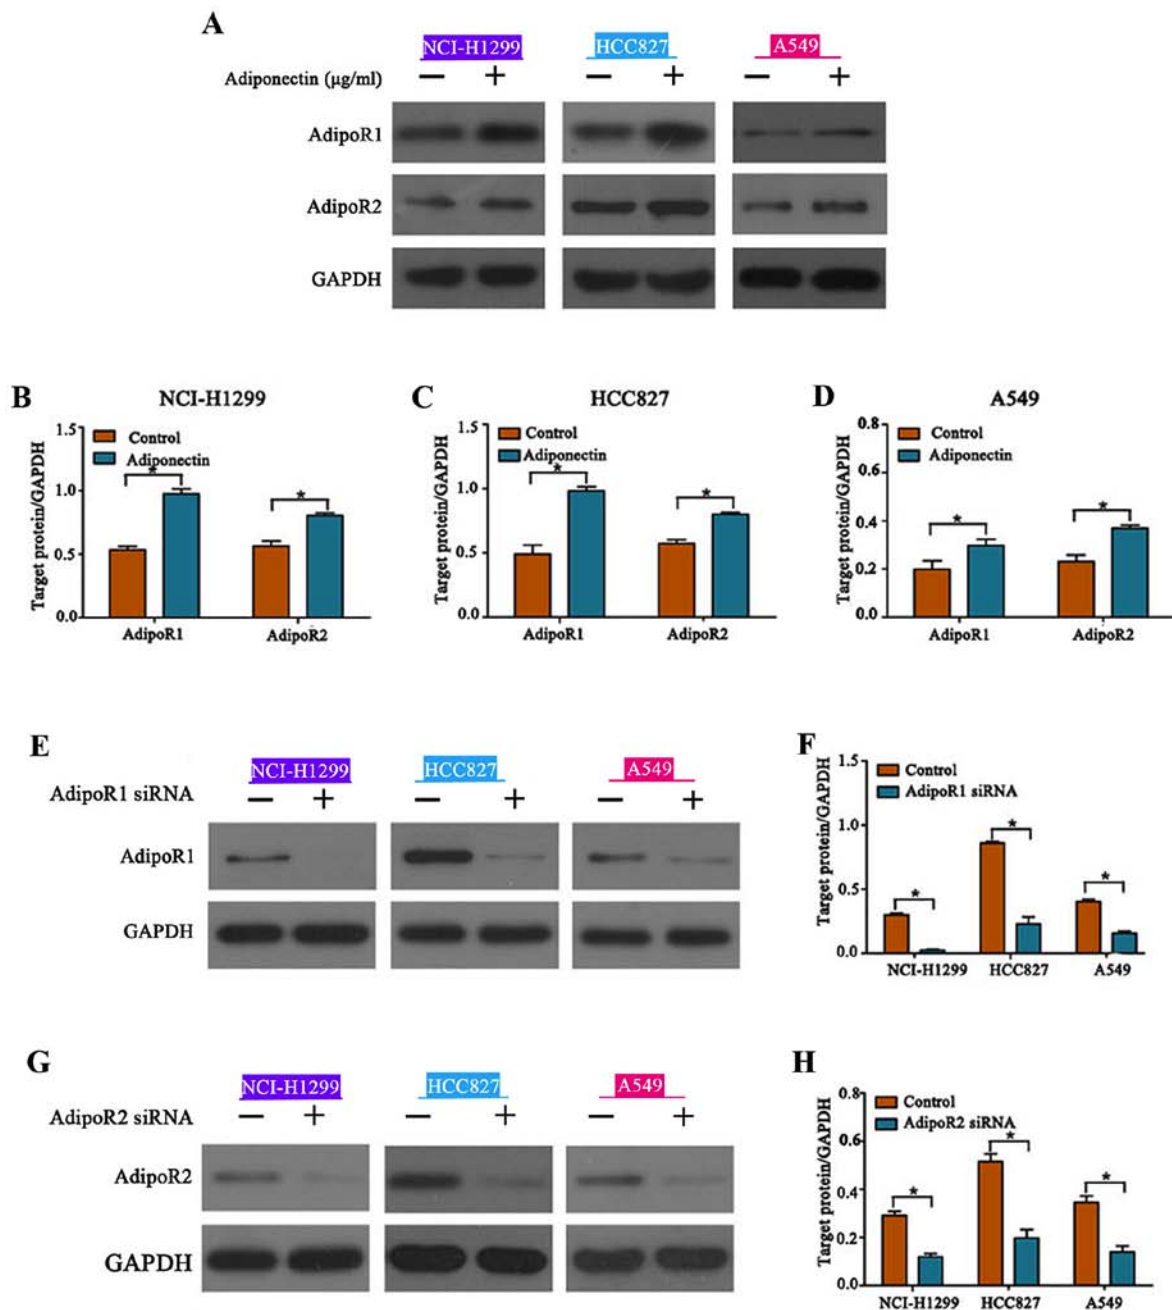 A
NCI-H1299 HCC827 A549
Adiponectin (μg/ml) − + − + − +
AdipoR1
AdipoR2
GAPDH
B NCI-H1299
Target protein/GAPDH
1.5
1.0
0.5
0.0
Control
Adiponectin
* *
AdipoR1 AdipoR2
C HCC827
Target protein/GAPDH
1.5
1.0
0.5
0.0
Control
Adiponectin
* *
AdipoR1 AdipoR2
D A549
Target protein/GAPDH
0.8
0.6
0.4
0.2
0.0
Control
Adiponectin
* *
AdipoR1 AdipoR2
E
NCI-H1299 HCC827 A549
AdipoR1 siRNA − + − + − +
AdipoR1
GAPDH
F
Target protein/GAPDH
1.5
1.0
0.5
0.0
Control
AdipoR1 siRNA
* * *
NCI-H1299 HCC827 A549
G
NCI-H1299 HCC827 A549
AdipoR2 siRNA − + − + − +
AdipoR2
GAPDH
H
Target protein/GAPDH
0.8
0.6
0.4
0.2
0.0
Control
AdipoR2 siRNA
* * *
NCI-H1299 HCC827 A549